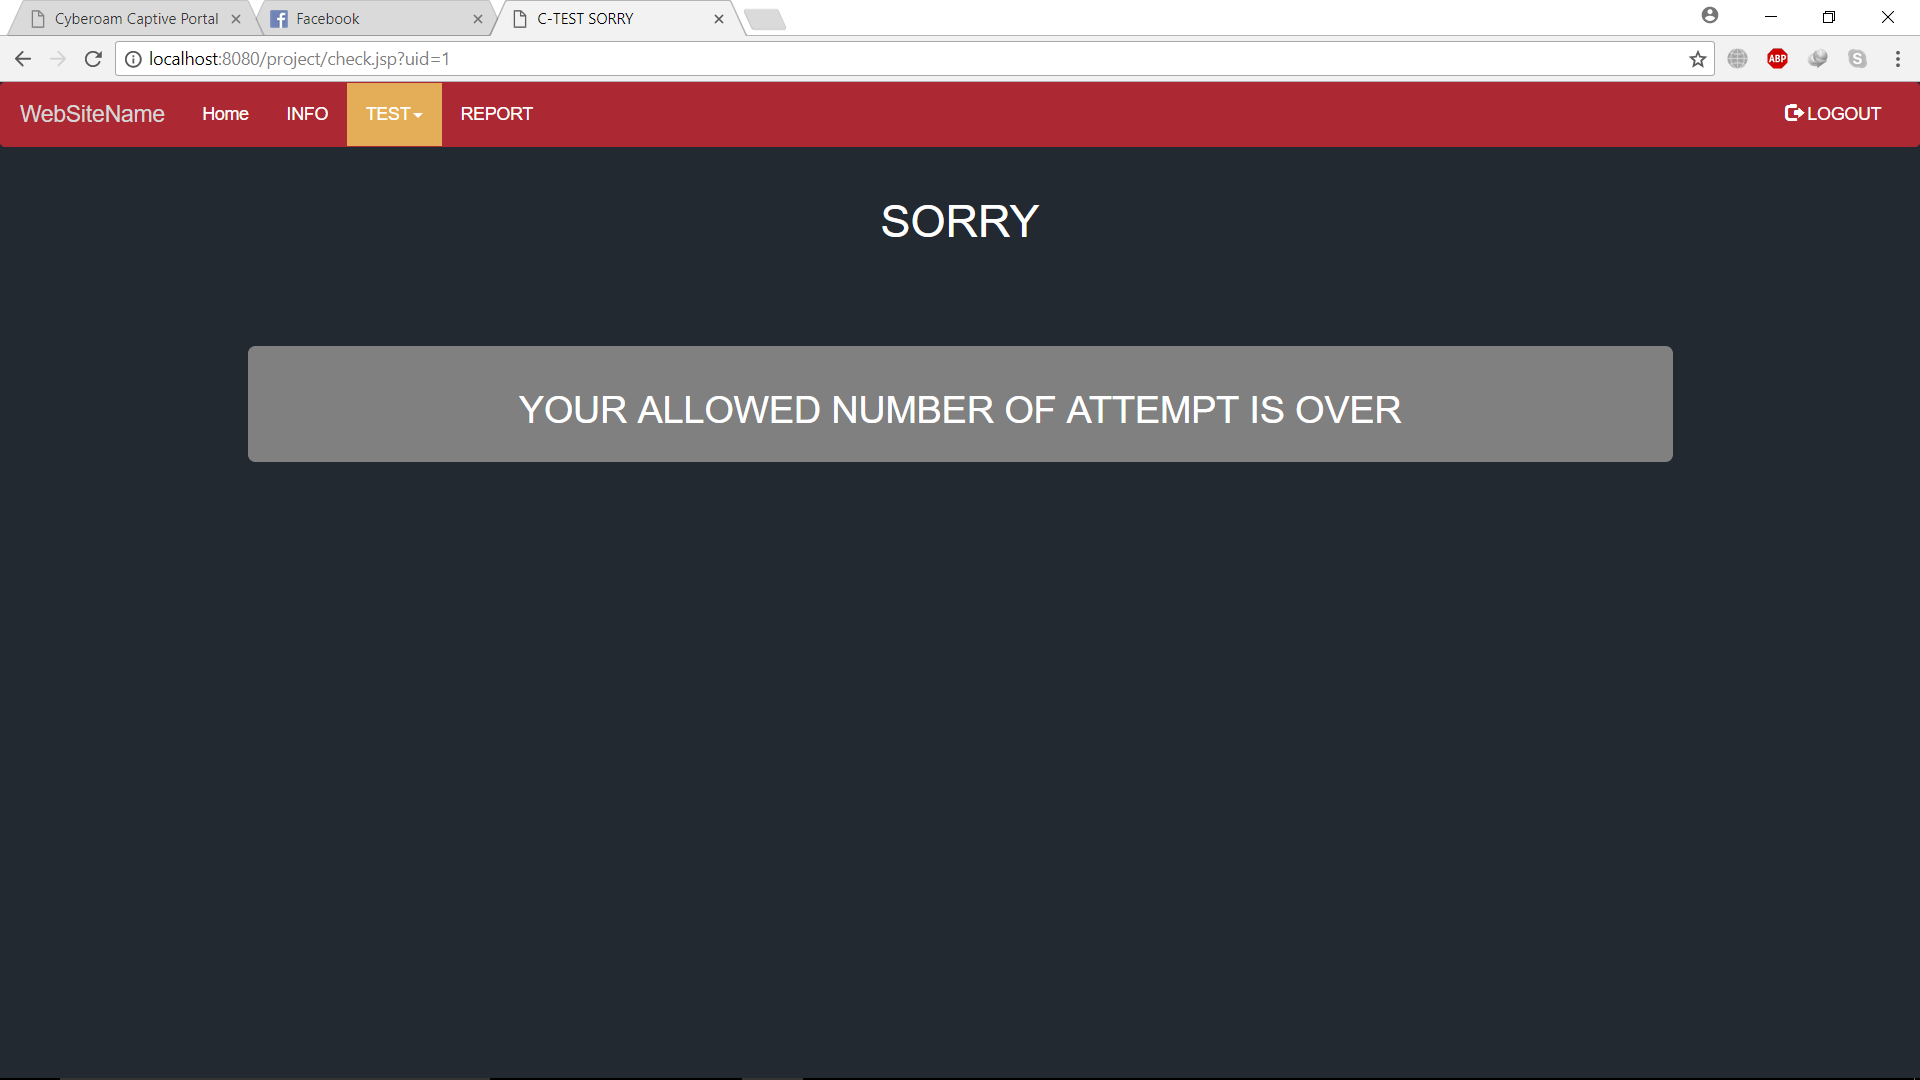 Cyberoam Captive Portal
Facebook
C-TEST SORRY
localhost:8080/project/check.jsp?uid=1
ABP
WebSiteName
Home
INFO
TEST
REPORT
LOGOUT
SORRY
YOUR ALLOWED NUMBER OF ATTEMPT IS OVER